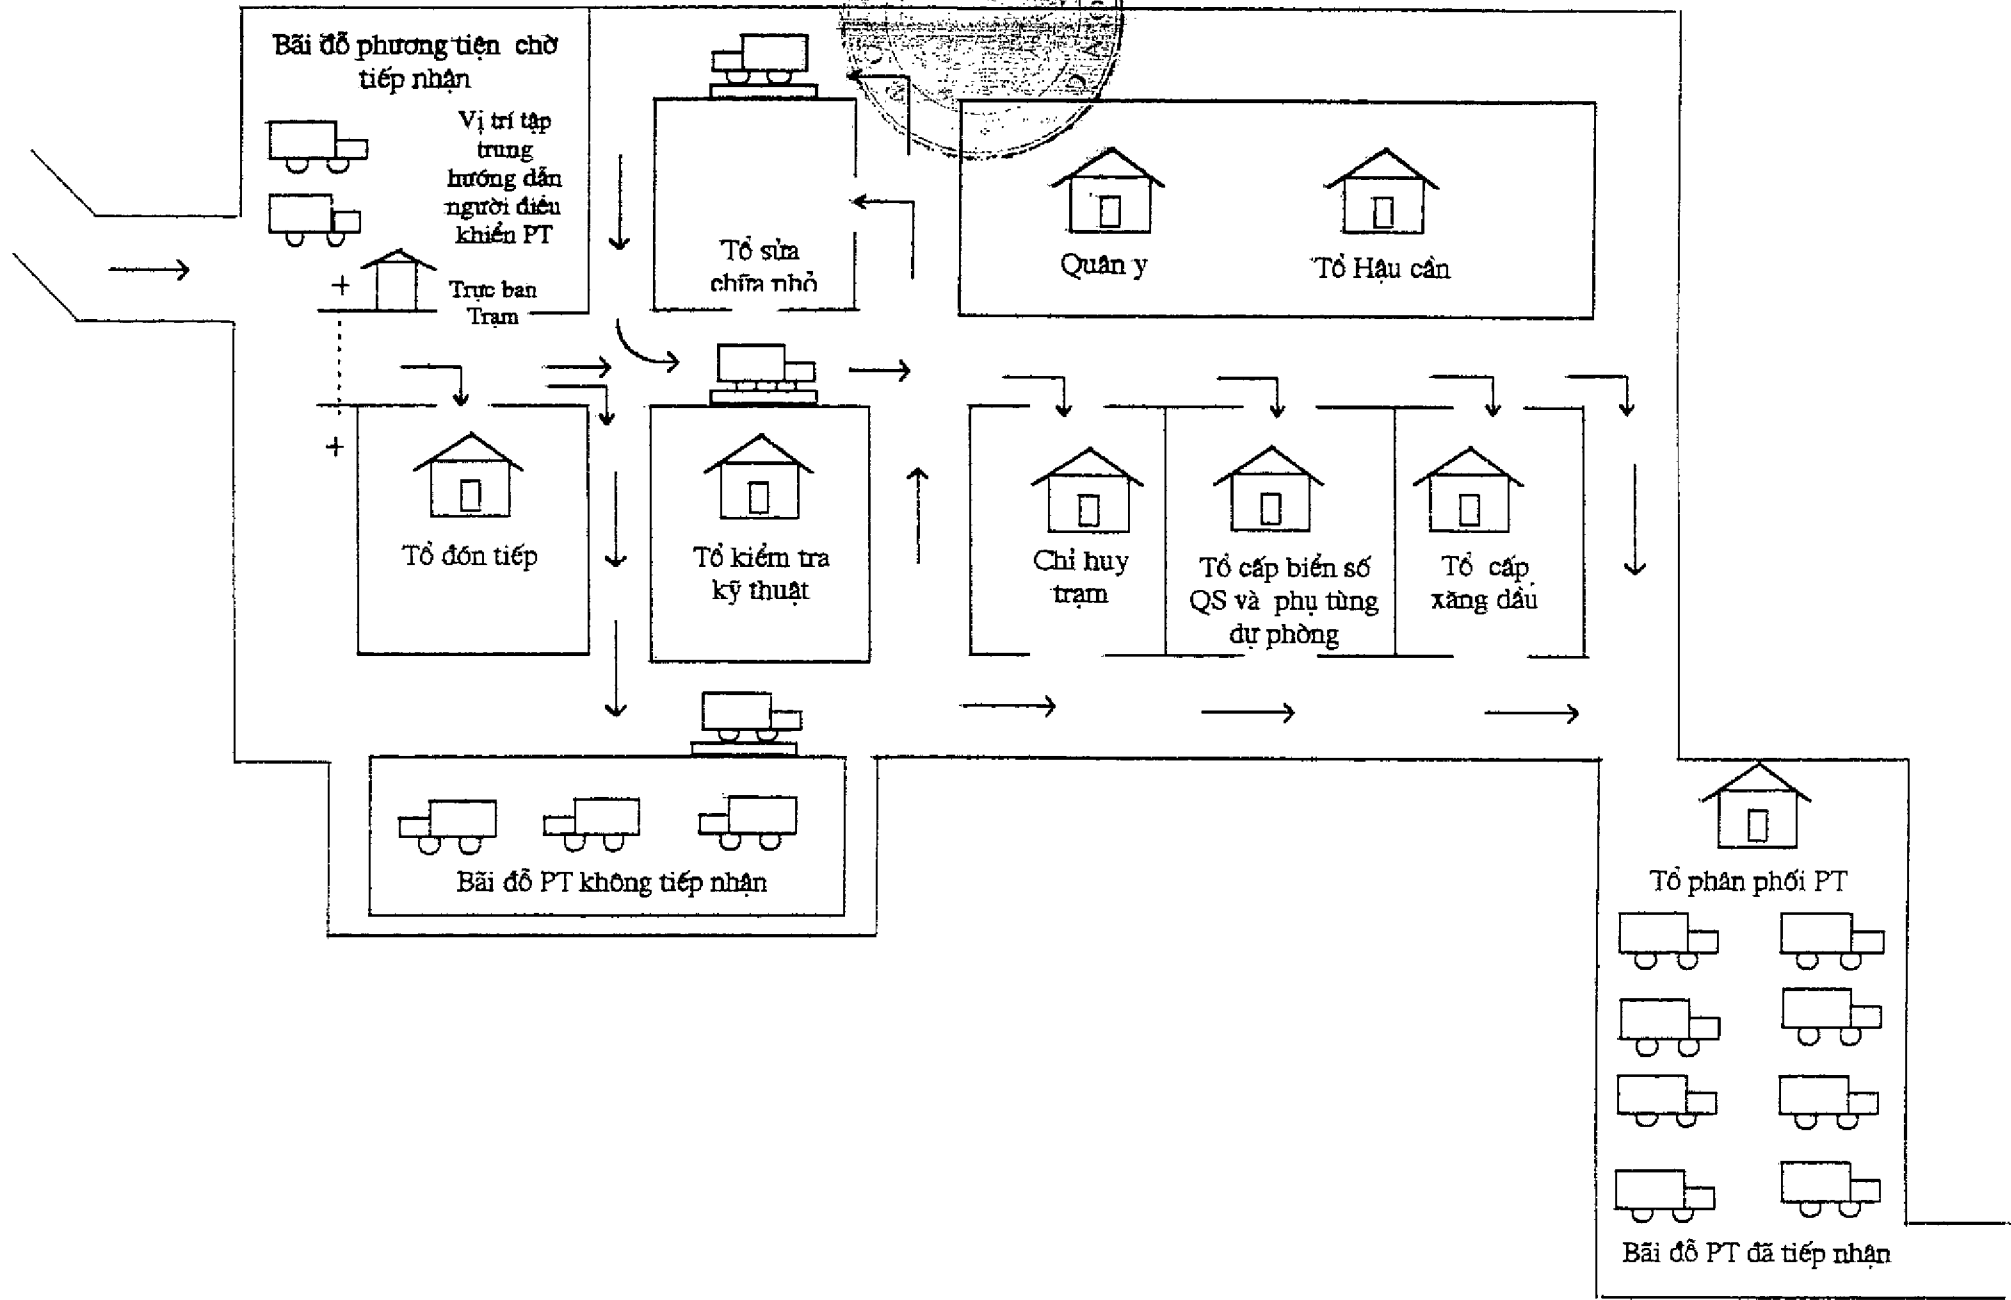 Bãi đỗ phương tiện chờ
tiếp nhận
Vị trí tập
trung
hướng dẫn
người điều
khiển PT
Trực ban
Trạm
Tổ sửa
chữa nhỏ
Quân y
Tổ Hậu cần
Tổ đón tiếp
Tổ kiểm tra
kỹ thuật
Chỉ huy
trạm
Tổ cấp biển số
QS và phụ tùng
dự phòng
Tổ cấp
xăng dầu
Bãi đỗ PT không tiếp nhận
Tổ phân phối PT
Bãi đỗ PT đã tiếp nhận